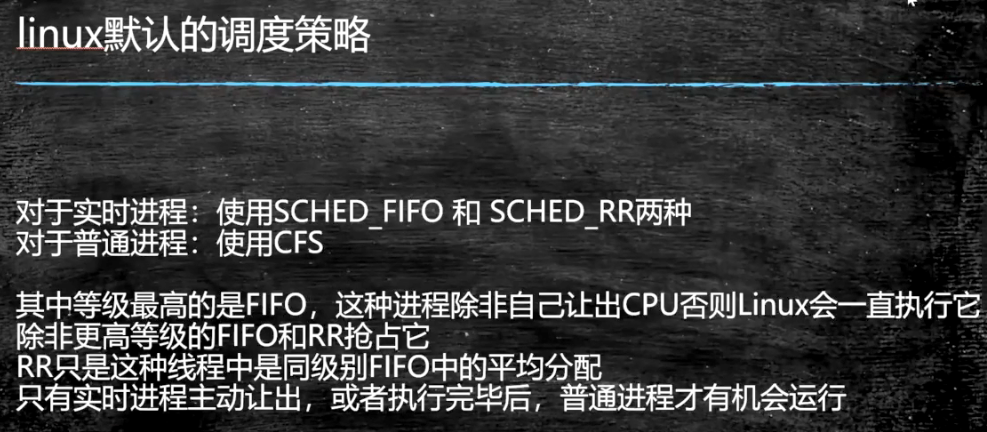 linux默认的调度策略
对于实时进程：使用SCHED_FIFO 和 SCHED_RR两种
对于普通进程：使用CFS
其中等级最高的是FIFO，这种进程除非自己让出CPU否则Linux会一直执行它
除非更高等级的FIFO和RR抢占它
RR只是这种线程中是同级别FIFO中的平均分配
只有实时进程主动让出，或者执行完毕后，普通进程才有机会运行